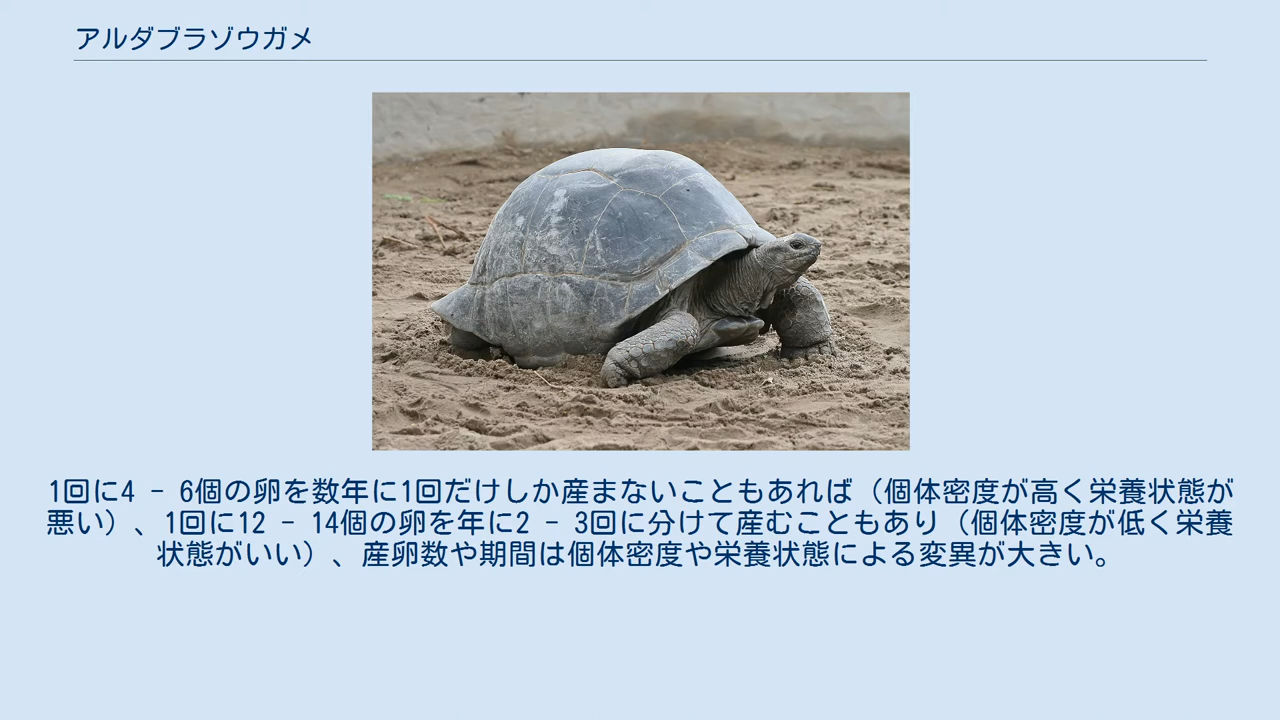 アルダブラゾウガメ
1回に4 - 6個の卵を数年に1回だけしか産まないこともあれば（個体密度が高く栄養状態が
悪い）、1回に12 - 14個の卵を年に2 - 3回に分けて産むこともあり（個体密度が低く栄養
状態がいい）、産卵数や期間は個体密度や栄養状態による変異が大きい。